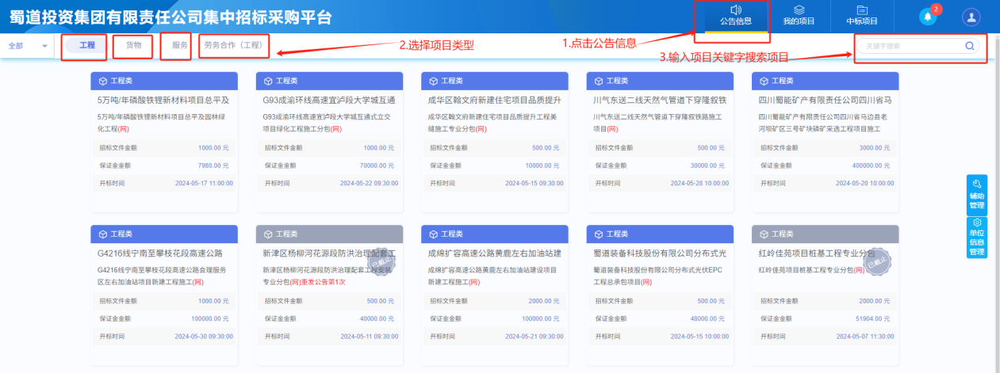 蜀道投资集团有限责任公司集中招标采购平台
公告信息
我的项目
中标项目
2
全部
工程
货物
服务
劳务合作（工程）
2.选择项目类型
1.点击公告信息
3.输入项目关键字搜索项目
关键字搜索
工程类
5万吨/年磷酸铁锂新材料项目总平及
5万吨/年磷酸铁锂新材料项目总平及园林绿
化工程(网)
招标文件金额 1000.00 元
保证金金额 7980.00 元
开标时间 2024-05-17 11:00:00
工程类
G93成渝环线高速宜泸段大学城互通
G93成渝环线高速宜泸段大学城互通式立交
项目绿化工程施工分包(网)
招标文件金额 1000.00 元
保证金金额 70000.00 元
开标时间 2024-05-22 09:30:00
工程类
成华区翰文府新建住宅项目品质提升
成华区翰文府新建住宅项目品质提升工程美
缝施工专业分包(网)
招标文件金额 500.00 元
保证金金额 10000.00 元
开标时间 2024-05-15 09:30:00
工程类
川气东送二线天然气管道下穿隆叙铁
川气东送二线天然气管道下穿隆叙铁路施工
项目(网)
招标文件金额 500.00 元
保证金金额 30000.00 元
开标时间 2024-05-28 10:00:00
工程类
四川蜀能矿产有限责任公司四川省马
四川蜀能矿产有限责任公司四川省马边县老
河坝矿区三号矿块磷矿采选工程项目施工
招标文件金额 3000.00 元
保证金金额 400000.00 元
开标时间 2024-05-20 10:00:00
辅助
管理
单位
信息
管理
工程类
G4216线宁南至攀枝花段高速公路
G4216线宁南至攀枝花段高速公路会理服务
区左右加油站项目新建工程施工(网)
招标文件金额 1000.00 元
保证金金额 100000.00 元
开标时间 2024-05-30 09:30:00
工程类
新津区杨柳河花源段防洪治理配套工
已截止
新津区杨柳河花源段防洪治理配套工程安装
专业分包(网)重发公告第1次
招标文件金额 500.00 元
保证金金额 40000.00 元
开标时间 2024-05-11 09:30:00
工程类
成绵扩容高速公路黄鹿左右加油站建
成绵扩容高速公路黄鹿左右加油站建设项目
新建工程施工(网)
招标文件金额 2000.00 元
保证金金额 100000.00 元
开标时间 2024-05-21 09:30:00
工程类
蜀道装备科技股份有限公司分布式光
蜀道装备科技股份有限公司分布式光伏EPC
工程总承包项目(网)
招标文件金额 500.00 元
保证金金额 48000.00 元
开标时间 2024-05-15 10:00:00
工程类
红岭佳苑项目桩基工程专业分包
已截止
红岭佳苑项目桩基工程专业分包(网)
招标文件金额 2000.00 元
保证金金额 51904.00 元
开标时间 2024-05-07 11:30:00